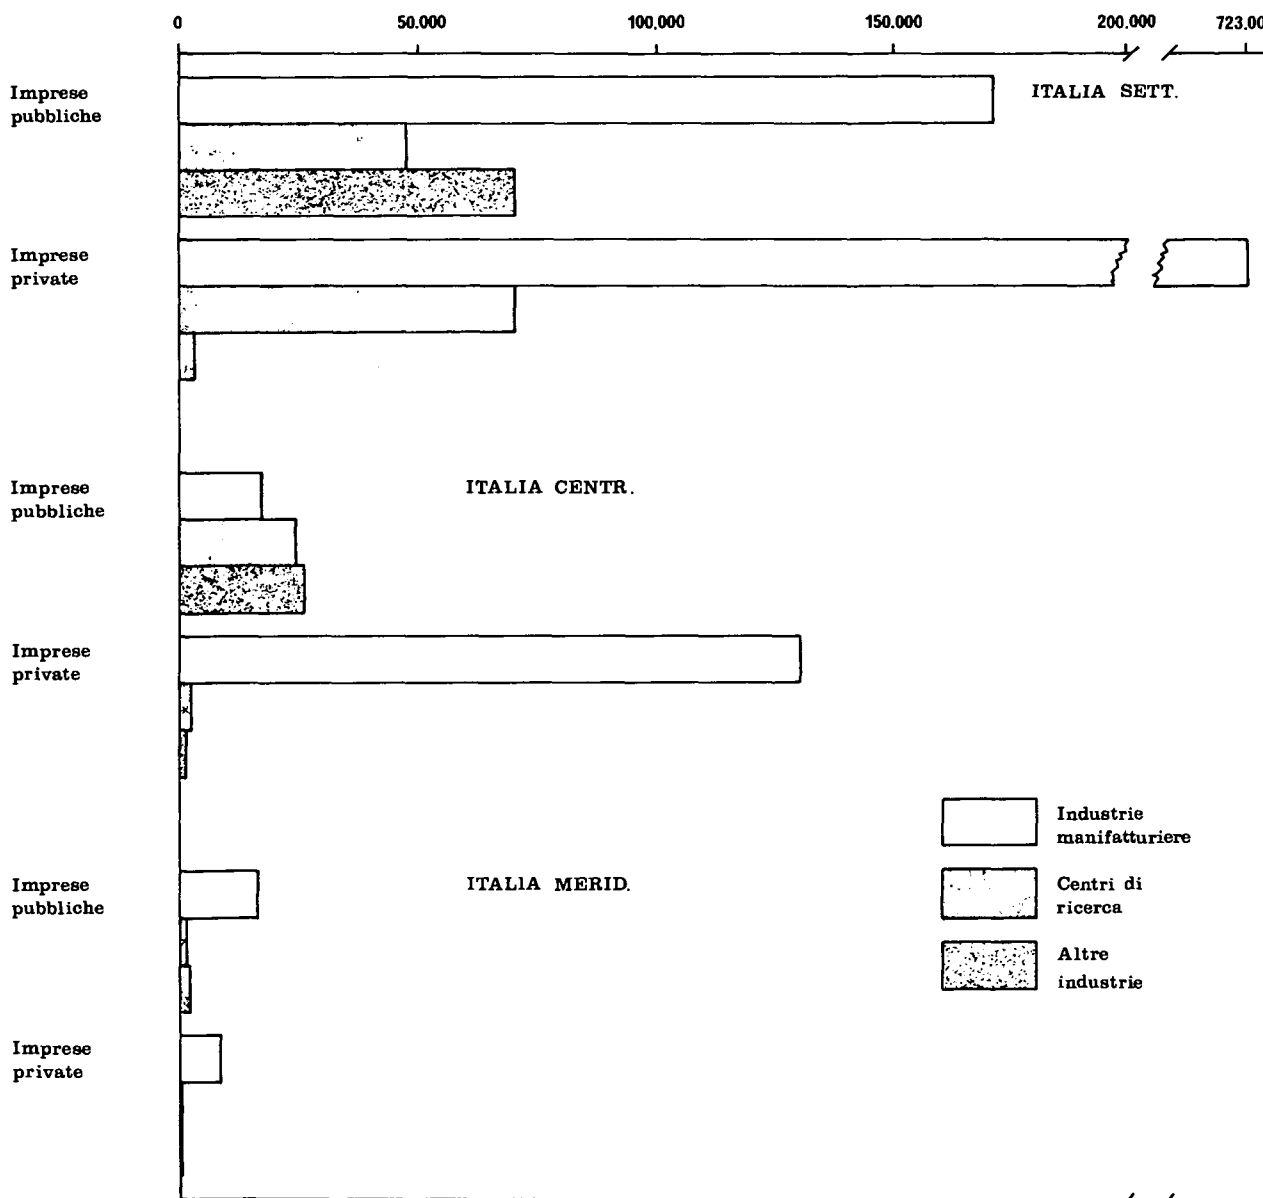 0 50.000 100,000 150.000 200.000 723.00
Imprese
pubbliche
ITALIA SETT.
Imprese
private
Imprese
pubbliche
ITALIA CENTR.
Imprese
private
Industrie
manifatturiere
Imprese
pubbliche
ITALIA MERID.
Centri di
ricerca
Altre
industrie
Imprese
private